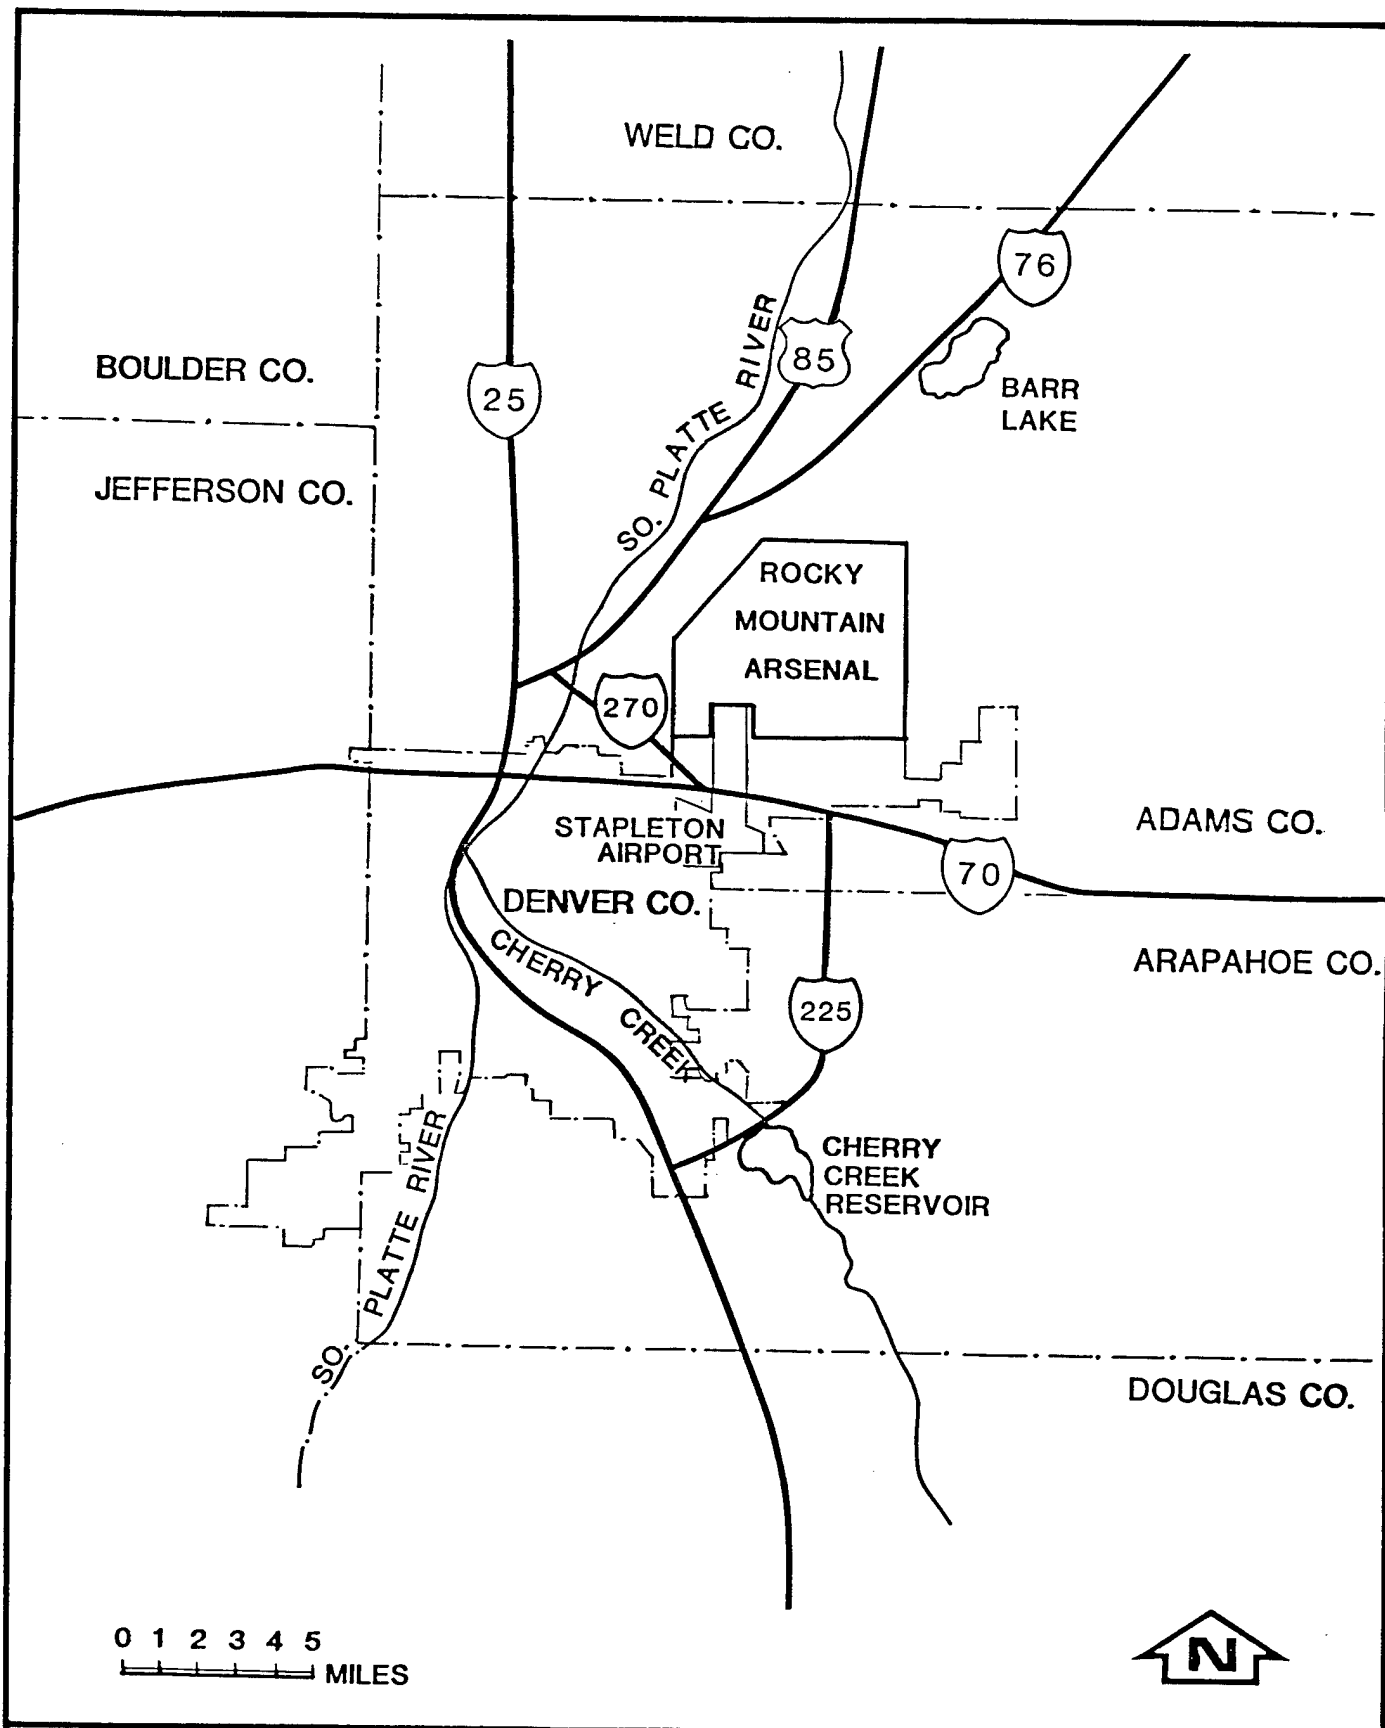 WELD CO.
76
SO. PLATTE RIVER
85
BOULDER CO.
25
BARR
LAKE
JEFFERSON CO.
ROCKY
MOUNTAIN
ARSENAL
270
STAPLETON
AIRPORT
ADAMS CO.
70
DENVER CO.
CHERRY CREEK
ARAPAHOE CO.
225
CHERRY
CREEK
RESERVOIR
SO. PLATTE RIVER
DOUGLAS CO.
0 1 2 3 4 5
MILES
N